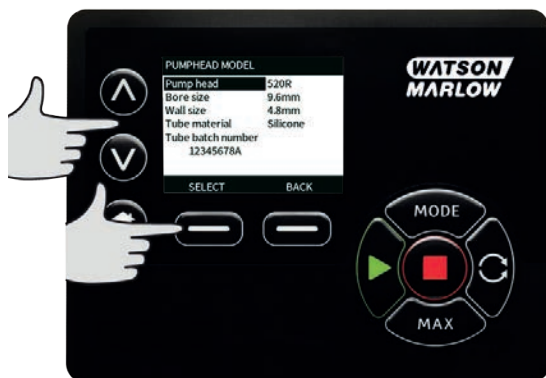 PUMPHEAD MODEL
Pump head 520R
Bore size 9.6mm
Wall size 4.8mm
Tube material Silicone
Tube batch number
12345678A
SELECT BACK
WATSON
MARLOW
MODE
MAX